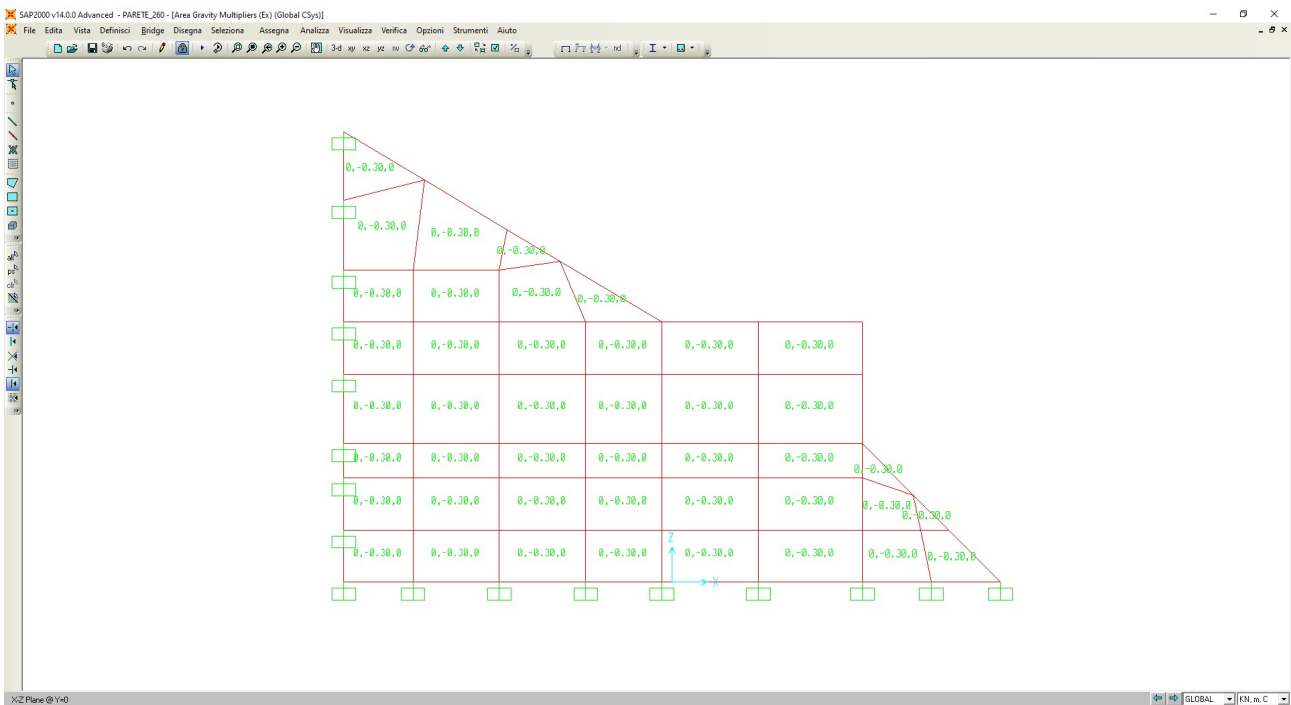 SAP2000 v14.0.0 Advanced - PARETE_260 - [Area Gravity Multipliers (Ex) (Global CSys)]
File Edita Vista Definisci Bridge Disegna Seleziona Assegna Analizza Visualizza Verifica Opzioni Strumenti Aiuto
3-d xy xz yz nv nd
all
ps
clr
0,-0.30,0
0,-0.30,0 0,-0.30,0
0,-0.30,0
0,-0.30,0 0,-0.30,0 0,-0.30,0 0,-0.30,0
0,-0.30,0 0,-0.30,0 0,-0.30,0 0,-0.30,0 0,-0.30,0 0,-0.30,0
0,-0.30,0 0,-0.30,0 0,-0.30,0 0,-0.30,0 0,-0.30,0 0,-0.30,0
0,-0.30,0 0,-0.30,0 0,-0.30,0 0,-0.30,0 0,-0.30,0 0,-0.30,0
0,-0.30,0
0,-0.30,0 0,-0.30,0 0,-0.30,0 0,-0.30,0 0,-0.30,0 0,-0.30,0 0,-0.30,0
0,-0.30,0
Z
0,-0.30,0 0,-0.30,0 0,-0.30,0 0,-0.30,0 0,-0.30,0 0,-0.30,0 0,-0.30,0 0,-0.30,0
X
X-Z Plane @ Y=0 GLOBAL KN, m, C